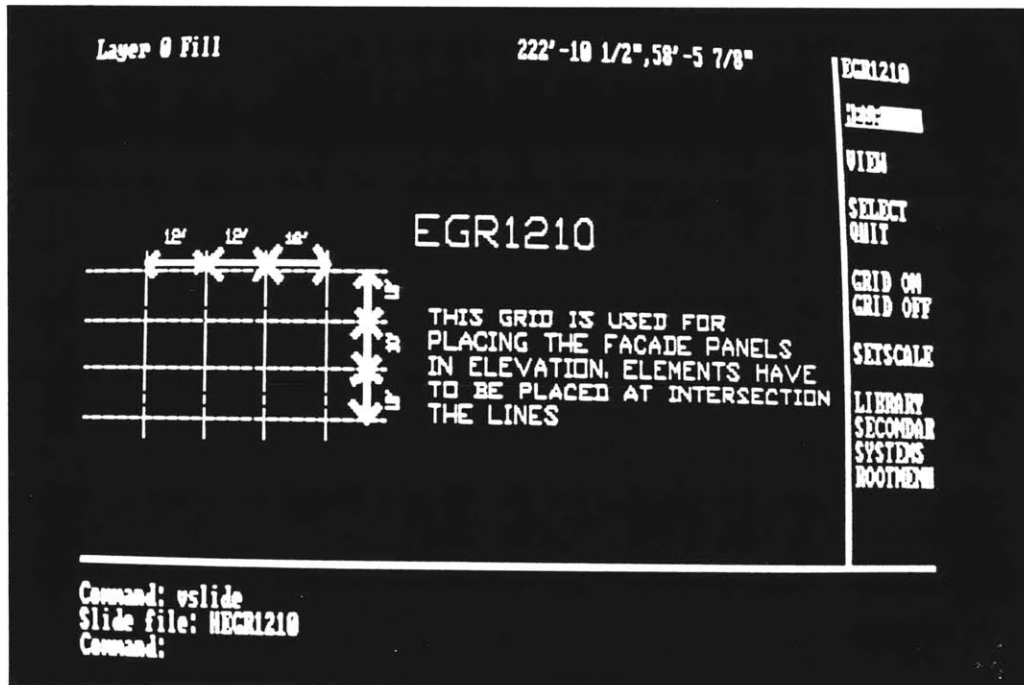 Layer 0 Fill
222'-10 1/2",58'-5 7/8"
EGR1210
VIEW
SELECT
QUIT
GRID ON
GRID OFF
SETSCALE
LIBRARY
SECONDAR
SYSTEMS
ROOTMENU
12' 12' 12'
EGR1210
THIS GRID IS USED FOR
PLACING THE FACADE PANELS
IN ELEVATION. ELEMENTS HAVE
TO BE PLACED AT INTERSECTION
THE LINES
Command: vslide
Slide file: HEGR1210
Command: